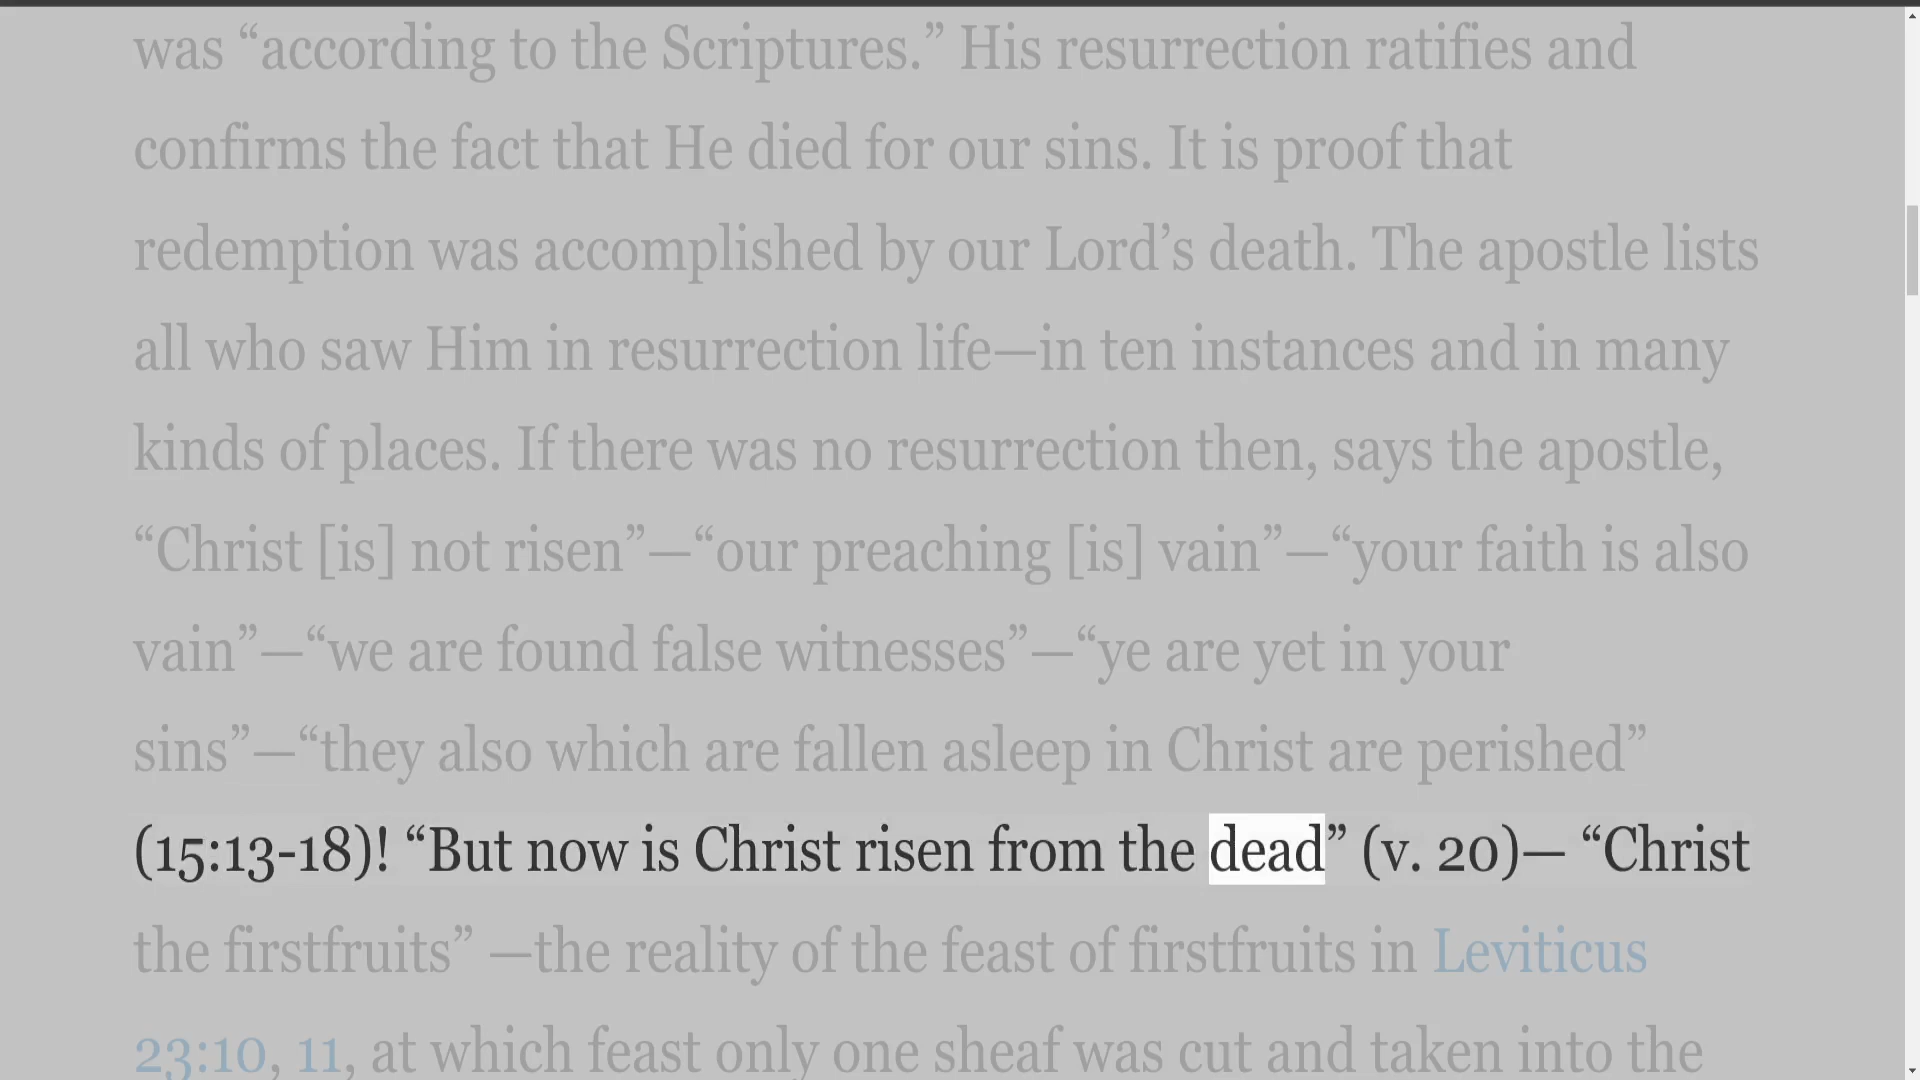 was “according to the Scriptures.” His resurrection ratifies and
confirms the fact that He died for our sins. It is proof that
redemption was accomplished by our Lord’s death. The apostle lists
all who saw Him in resurrection life—in ten instances and in many
kinds of places. If there was no resurrection then, says the apostle,
“Christ [is] not risen”—“our preaching [is] vain”—“your faith is also
vain”—“we are found false witnesses”—“ye are yet in your
sins”—“they also which are fallen asleep in Christ are perished”
(15:13-18)! “But now is Christ risen from the dead” (v. 20)— “Christ
the firstfruits” —the reality of the feast of firstfruits in Leviticus
23:10, 11, at which feast only one sheaf was cut and taken into the